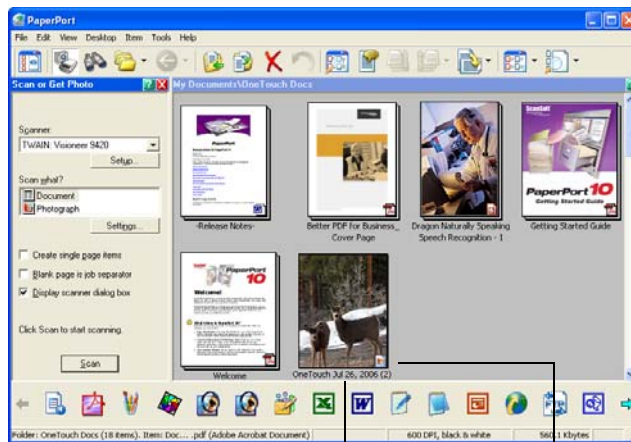 PaperPort
File Edit View Desktop Item Tools Help
Scan or Get Photo
My Documents\OneTouch Docs
Scanner:
TWAIN: Visioneer 9420
Setup...
Scan what?
Document
Photograph
Settings...
Create single page items
Blank page is job separator
Display scanner dialog box
Click Scan to start scanning.
Scan
-Release Notes-
Better PDF for Business_
Cover Page
Dragon Naturally Speaking
Speech Recognition - 1
ScanSoft
PaperPort 10
Getting Started Guide
Getting Started Guide
PaperPort
10
Welcome!
Welcome
OneTouch Jul 26, 2006 (2)
Folder: OneTouch Docs (18 items). Item: Doc... .pdf (Adobe Acrobat Document)
600 DPI, black & white
560.1 Kbytes